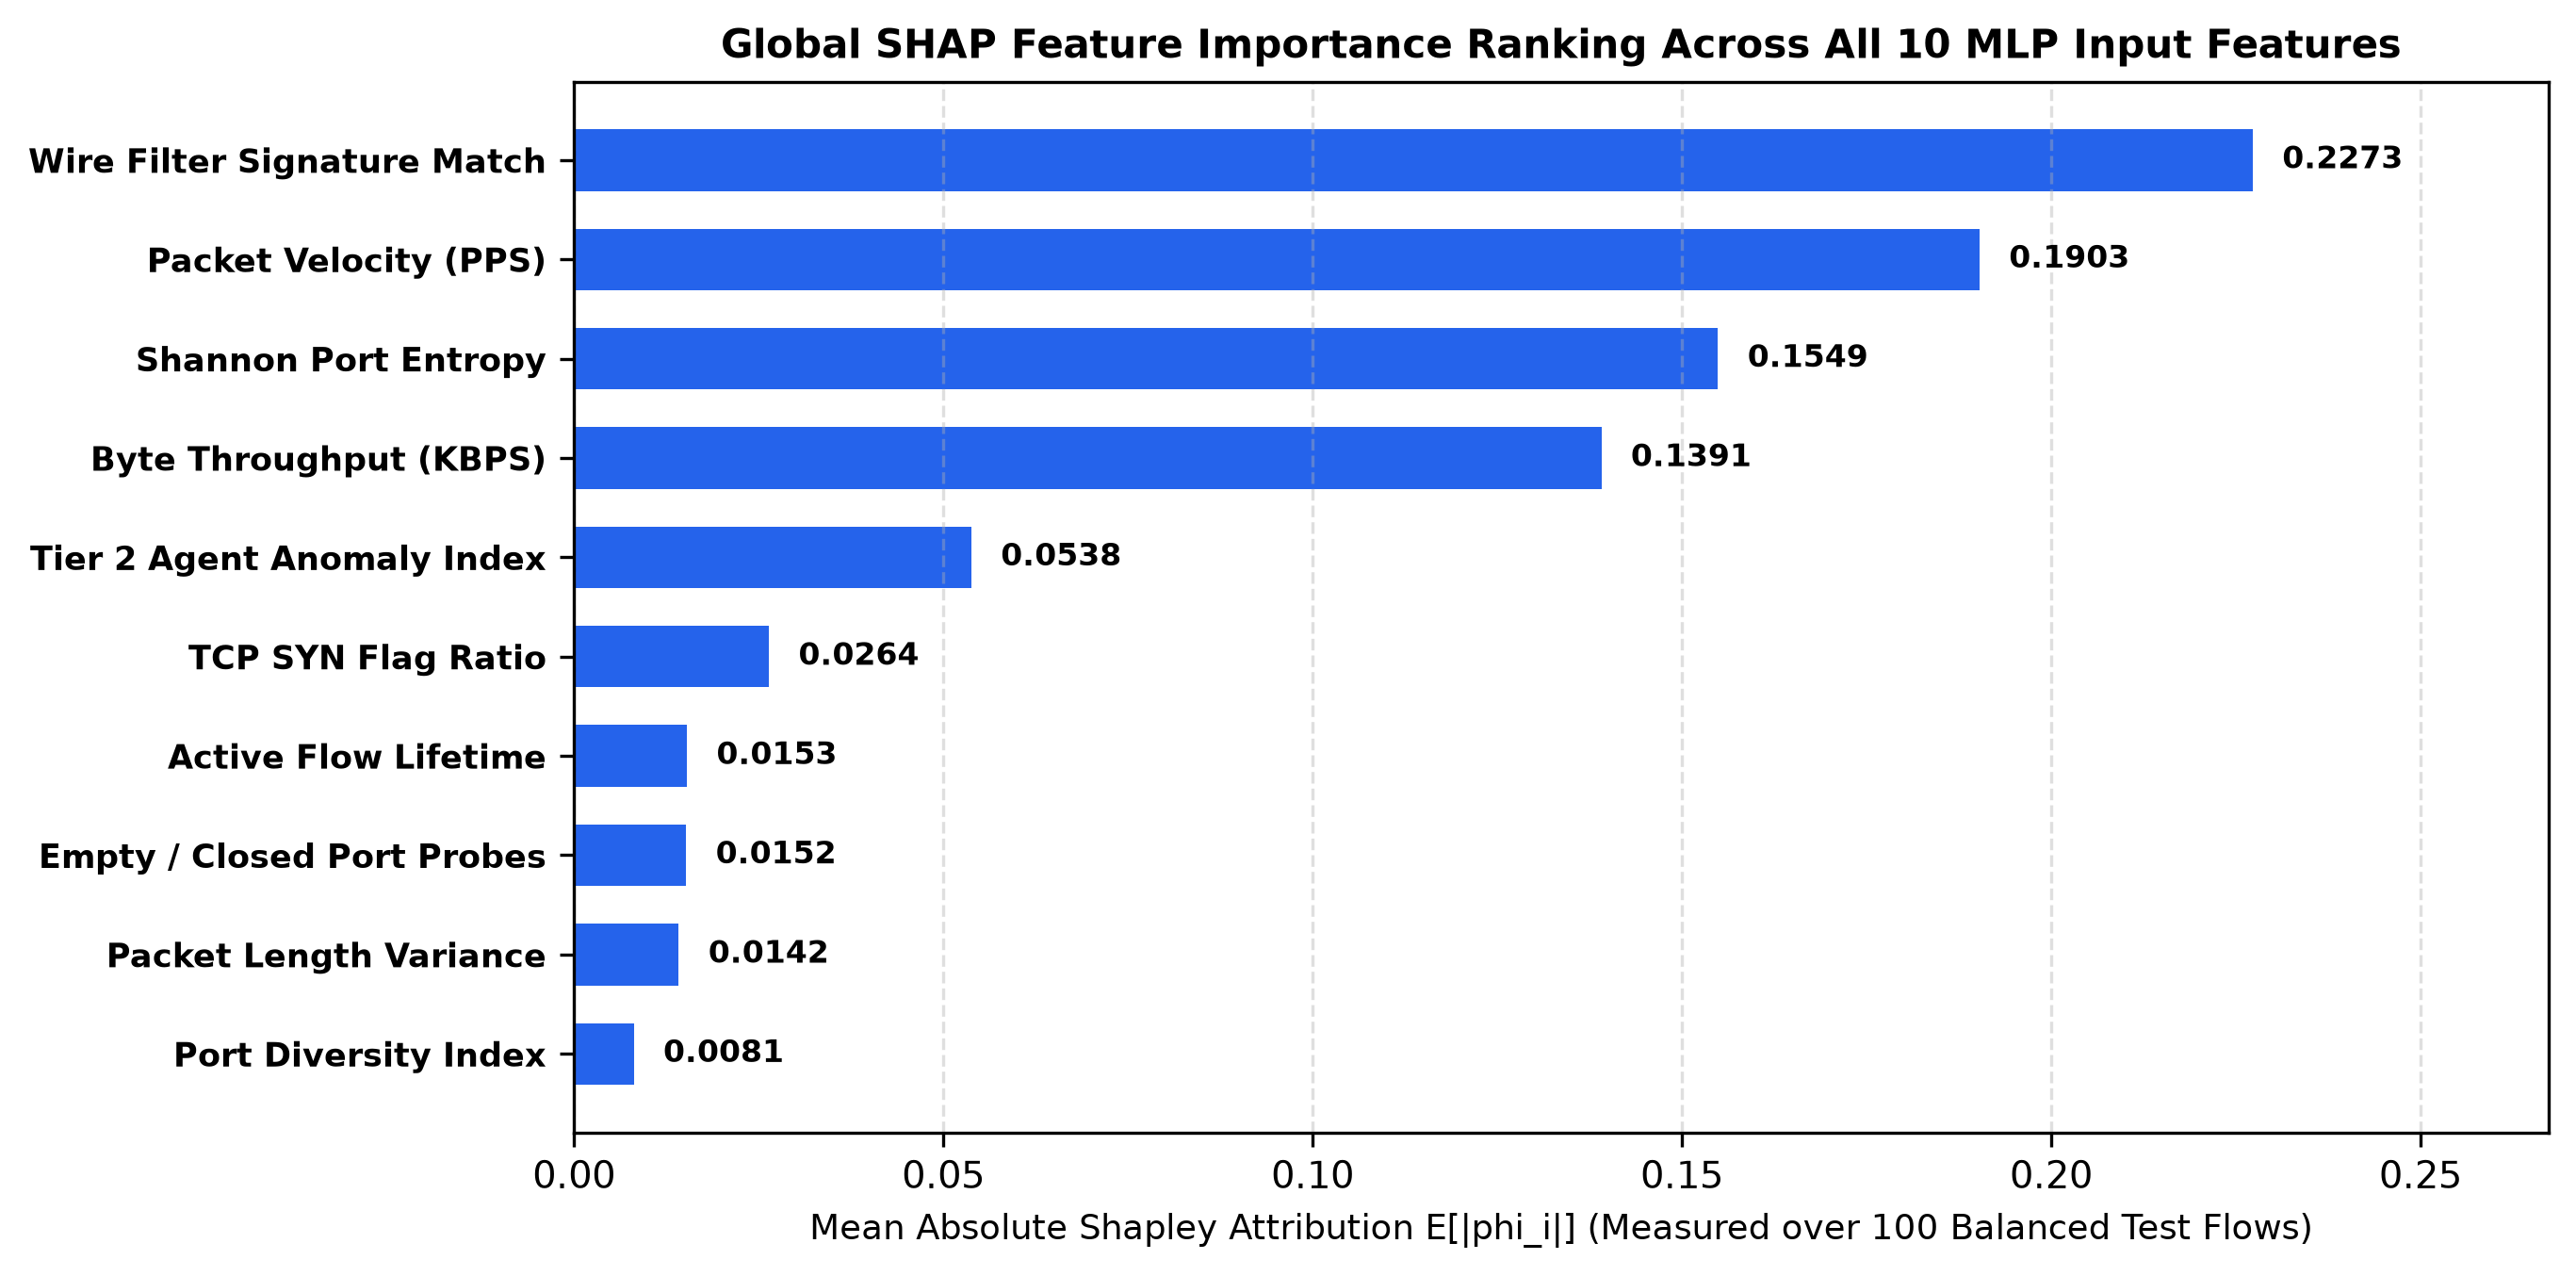 Global SHAP Feature Importance Ranking Across All 10 MLP Input Features
Wire Filter Signature Match 0.2273
Packet Velocity (PPS) 0.1903
Shannon Port Entropy 0.1549
Byte Throughput (KBPS) 0.1391
Tier 2 Agent Anomaly Index 0.0538
TCP SYN Flag Ratio 0.0264
Active Flow Lifetime 0.0153
Empty / Closed Port Probes 0.0152
Packet Length Variance 0.0142
Port Diversity Index 0.0081
0.00 0.05 0.10 0.15 0.20 0.25
Mean Absolute Shapley Attribution E[|phi_i|] (Measured over 100 Balanced Test Flows)